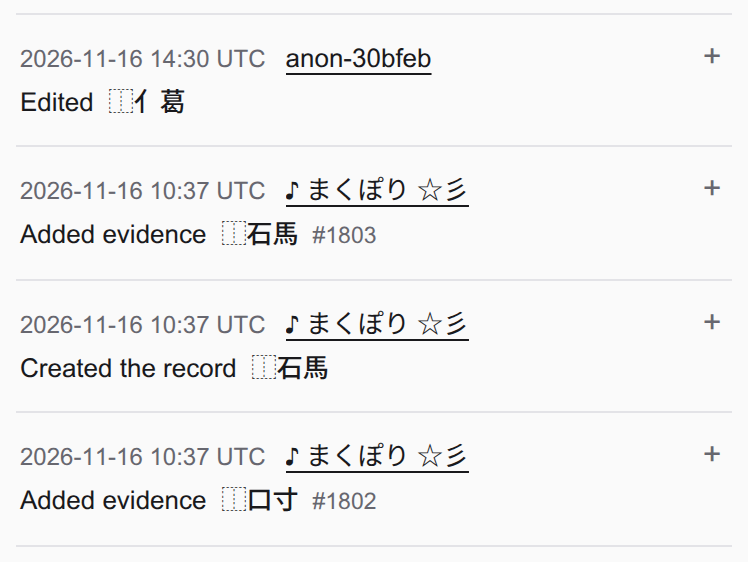 2026-11-16 14:30 UTC anon-30bfeb +
Edited ⿰亻葛
2026-11-16 10:37 UTC ♪ まくぽり ☆彡 +
Added evidence ⿰石馬 #1803
2026-11-16 10:37 UTC ♪ まくぽり ☆彡 +
Created the record ⿰石馬
2026-11-16 10:37 UTC ♪ まくぽり ☆彡 +
Added evidence ⿰口寸 #1802